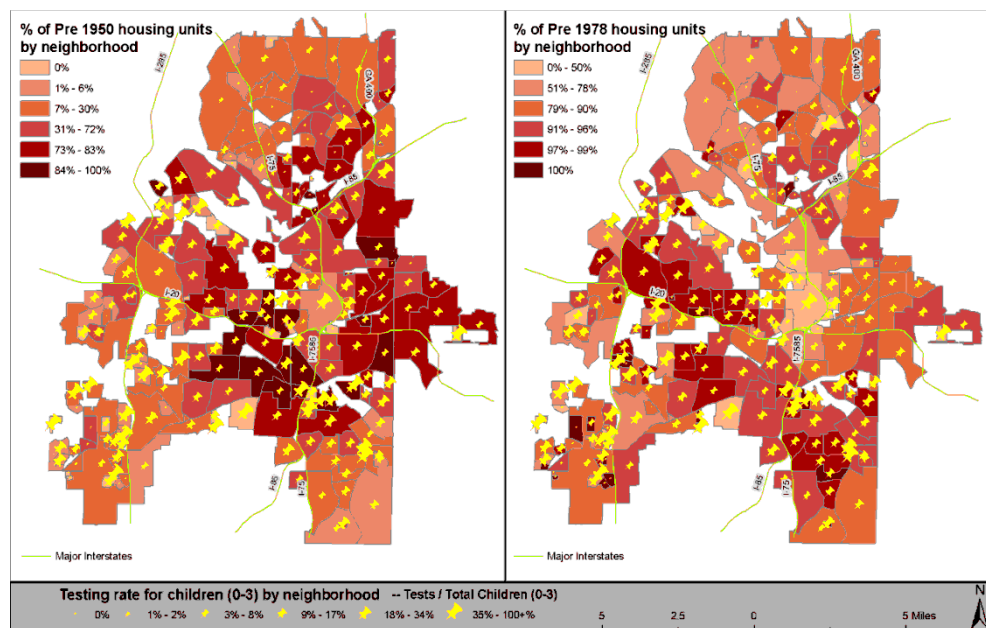 % of Pre 1950 housing units
by neighborhood
0%
1% - 6%
7% - 30%
31% - 72%
73% - 83%
84% - 100%
I-285
GA 400
I-75
I-85
I-20
I-7585
I-85
I-75
Major Interstates
% of Pre 1978 housing units
by neighborhood
0% - 50%
51% - 78%
79% - 90%
91% - 96%
97% - 99%
100%
I-285
GA 400
I-75
I-85
I-20
I-7585
I-85
I-75
Major Interstates
Testing rate for children (0-3) by neighborhood -- Tests / Total Children (0-3)
0% 1% - 2% 3% - 8% 9% - 17% 18% - 34% 35% - 100+%
5 2.5 0 5 Miles
N